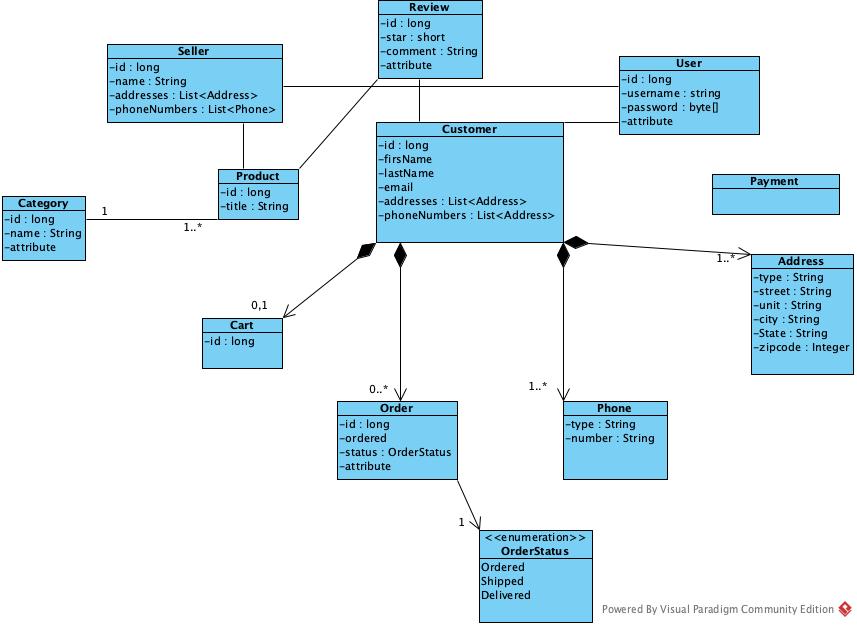 Review
-id : long
-star : short
-comment : String
-attribute
Seller
-id : long
-name : String
-addresses : List<Address>
-phoneNumbers : List<Phone>
User
-id : long
-username : string
-password : byte[]
-attribute
Customer
-id : long
-firsName
-lastName
-email
-addresses : List<Address>
-phoneNumbers : List<Address>
Product
-id : long
-title : String
Payment
Category
-id : long
-name : String
-attribute
1
1..*
1..*
Address
-type : String
-street : String
-unit : String
-city : String
-State : String
-zipcode : Integer
0,1
Cart
-id : long
0..*
1..*
Order
-id : long
-ordered
-status : OrderStatus
-attribute
Phone
-type : String
-number : String
1
<<enumeration>>
OrderStatus
Ordered
Shipped
Delivered
Powered By Visual Paradigm Community Edition